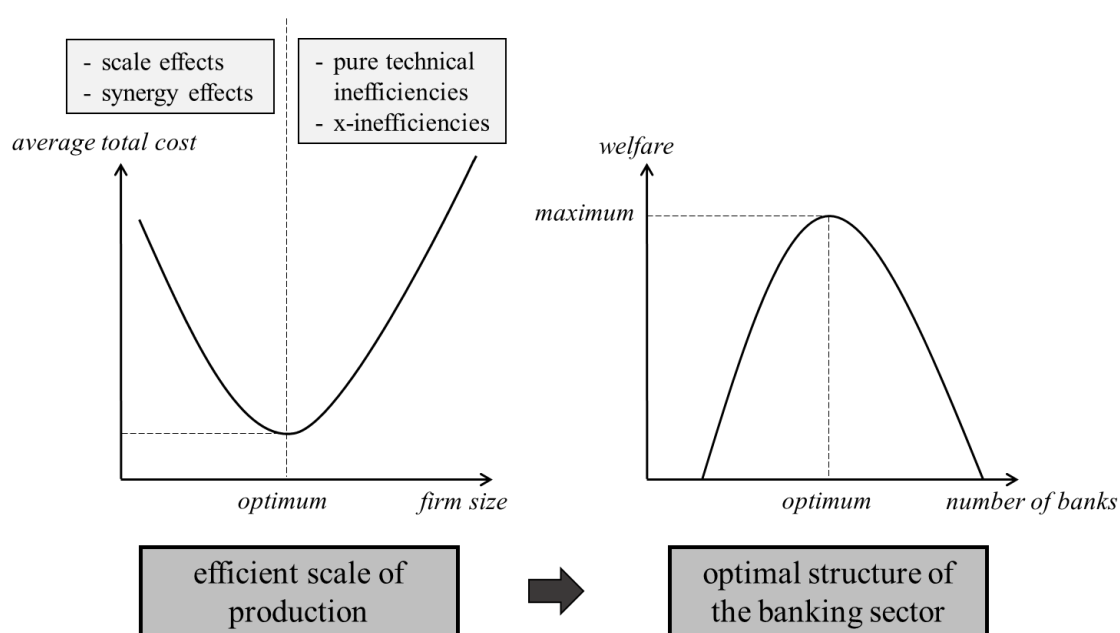 - scale effects
- synergy effects
- pure technical
inefficiencies
- x-inefficiencies
average total cost
optimum
firm size
welfare
maximum
optimum
number of banks
efficient scale of
production
optimal structure of
the banking sector